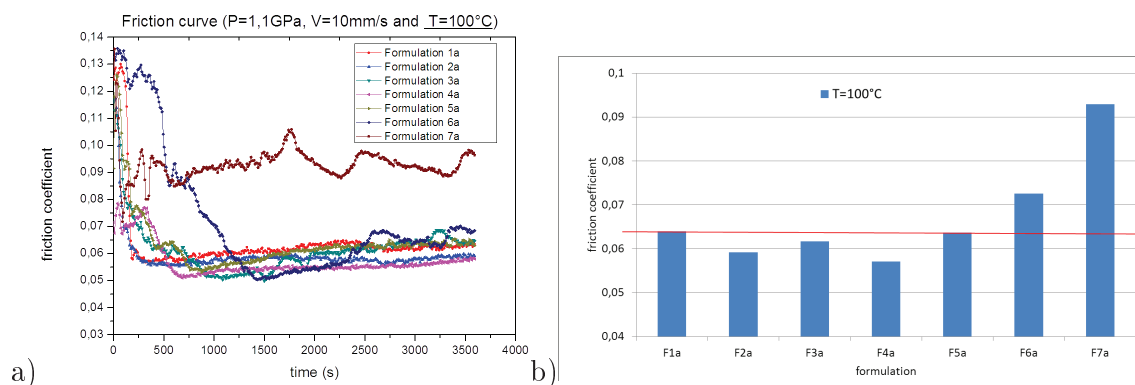 Friction curve (P=1,1GPa, V=10mm/s and T=100°C)
0,14
0,13
0,12
0,11
0,10
0,09
0,08
0,07
0,06
0,05
0,04
0,03
friction coefficient
Formulation 1a
Formulation 2a
Formulation 3a
Formulation 4a
Formulation 5a
Formulation 6a
Formulation 7a
0 500 1000 1500 2000 2500 3000 3500 4000
time (s)
a)
0,1
0,09
0,08
0,07
0,06
0,05
0,04
friction coefficient
T=100°C
F1a F2a F3a F4a F5a F6a F7a
formulation
b)